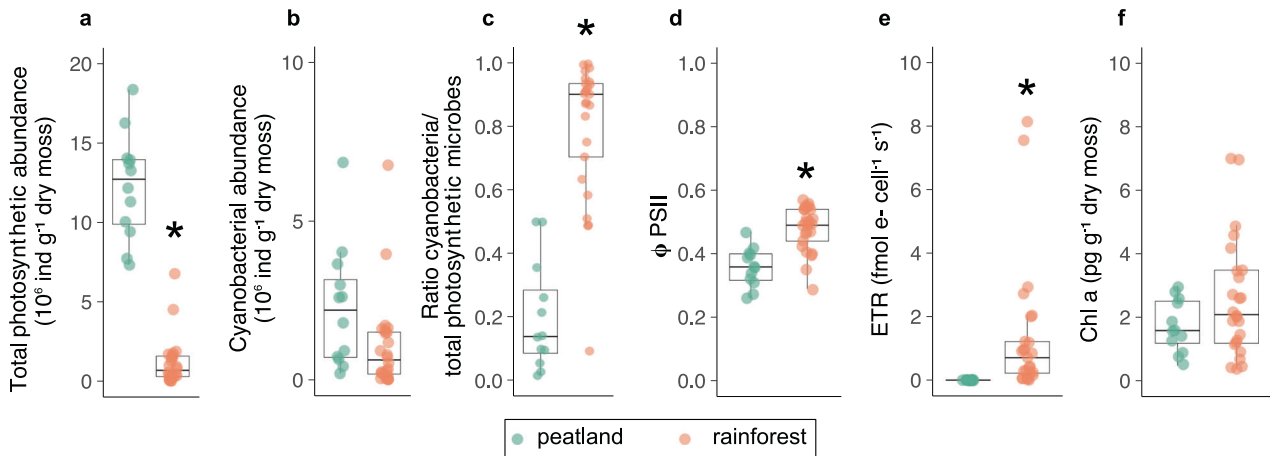 a
Total photosynthetic abundance
(10⁶ ind g⁻¹ dry moss)
20
15
10
5
0
*
b
Cyanobacterial abundance
(10⁶ ind g⁻¹ dry moss)
10
5
0
c
Ratio cyanobacteria/
total photosynthetic microbes
1.0
0.8
0.6
0.4
0.2
0.0
*
d
ϕ PSII
1.0
0.8
0.6
0.4
0.2
0.0
*
e
ETR (fmol e- cell⁻¹ s⁻¹)
10
8
6
4
2
0
*
f
Chl a (pg g⁻¹ dry moss)
10
8
6
4
2
0
peatland
rainforest